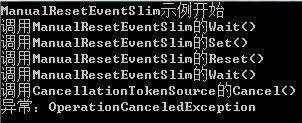 ManualResetEventSlim示例开始
调用ManualResetEventSlim的Wait()
调用ManualResetEventSlim的Set()
调用ManualResetEventSlim的Reset()
调用ManualResetEventSlim的Wait()
调用CancellationTokenSource的Cancel()
异常：OperationCanceledException